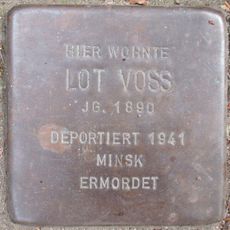 HIER WOHNTE
LOT VOSS
JG. 1890
DEPORTIERT 1941
MINSK
ERMORDET